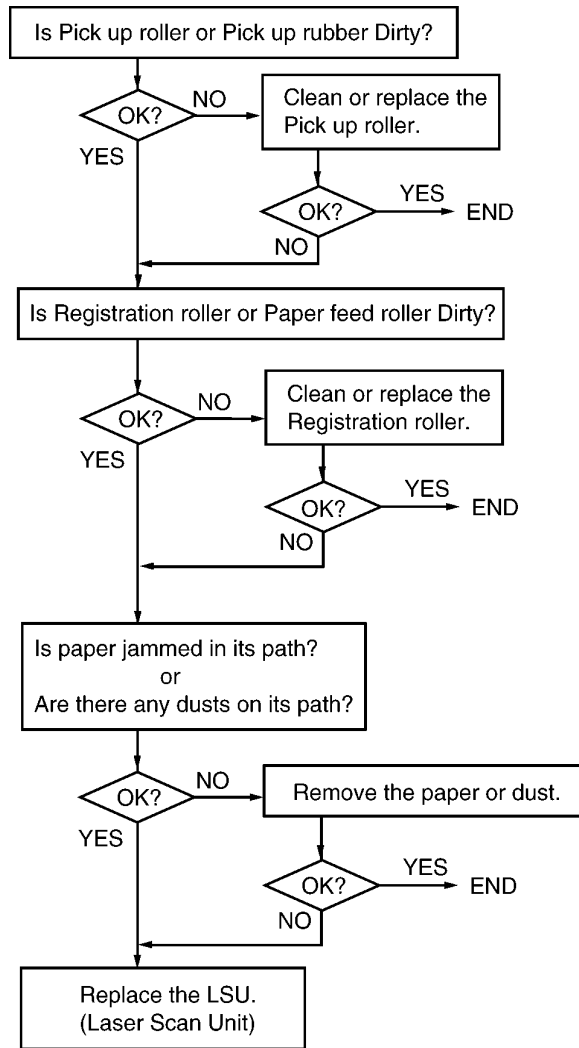 Is Pick up roller or Pick up rubber Dirty?
OK?
NO
YES
Clean or replace the
Pick up roller.
OK?
YES
END
NO
Is Registration roller or Paper feed roller Dirty?
OK?
NO
YES
Clean or replace the
Registration roller.
OK?
YES
END
NO
Is paper jammed in its path?
or
Are there any dusts on its path?
OK?
NO
YES
Remove the paper or dust.
OK?
YES
END
NO
Replace the LSU.
(Laser Scan Unit)